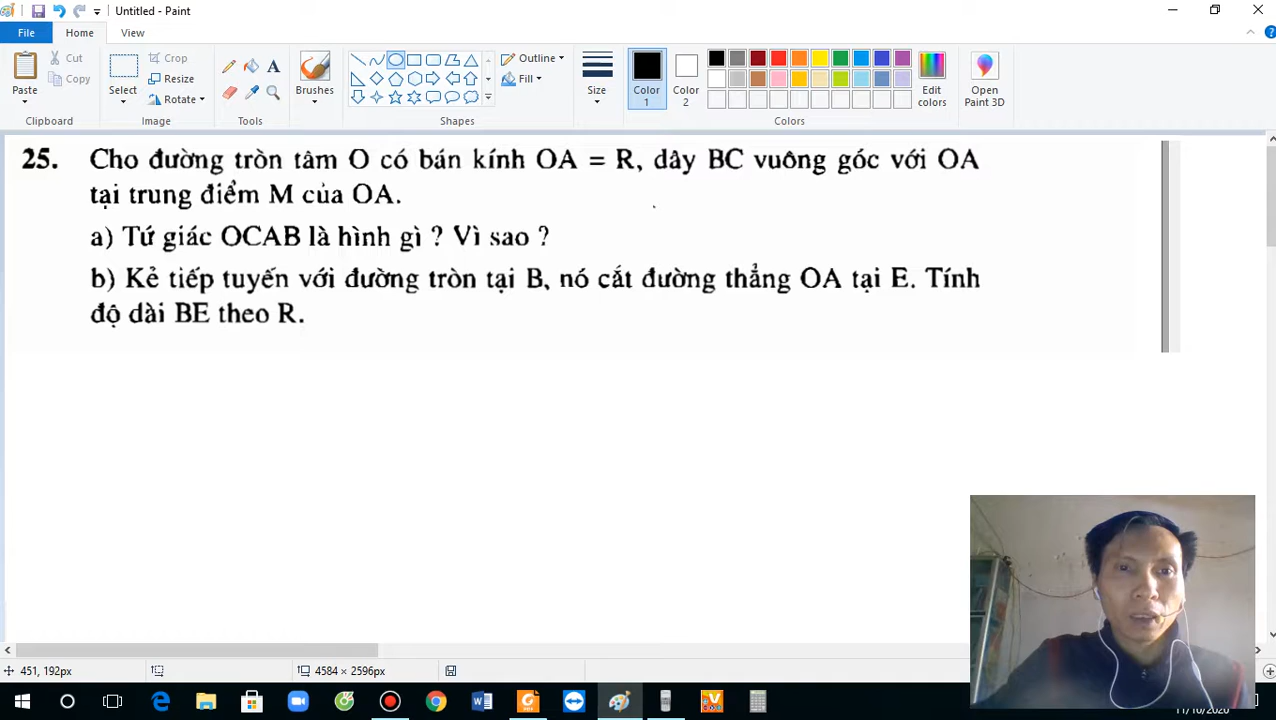 Untitled - Paint
File Home View
Paste
Cut
Copy
Clipboard
Select
Crop
Resize
Rotate
Image
Tools
Brushes
Shapes
Outline
Fill
Size
Color 1
Color 2
Colors
Edit colors
Open Paint 3D
25. Cho đường tròn tâm O có bán kính OA = R, dây BC vuông góc với OA
tại trung điểm M của OA.
a) Tứ giác OCAB là hình gì ? Vì sao ?
b) Kẻ tiếp tuyến với đường tròn tại B, nó cắt đường thẳng OA tại E. Tính
độ dài BE theo R.
451, 192px
4584 × 2596px
11/10/2020